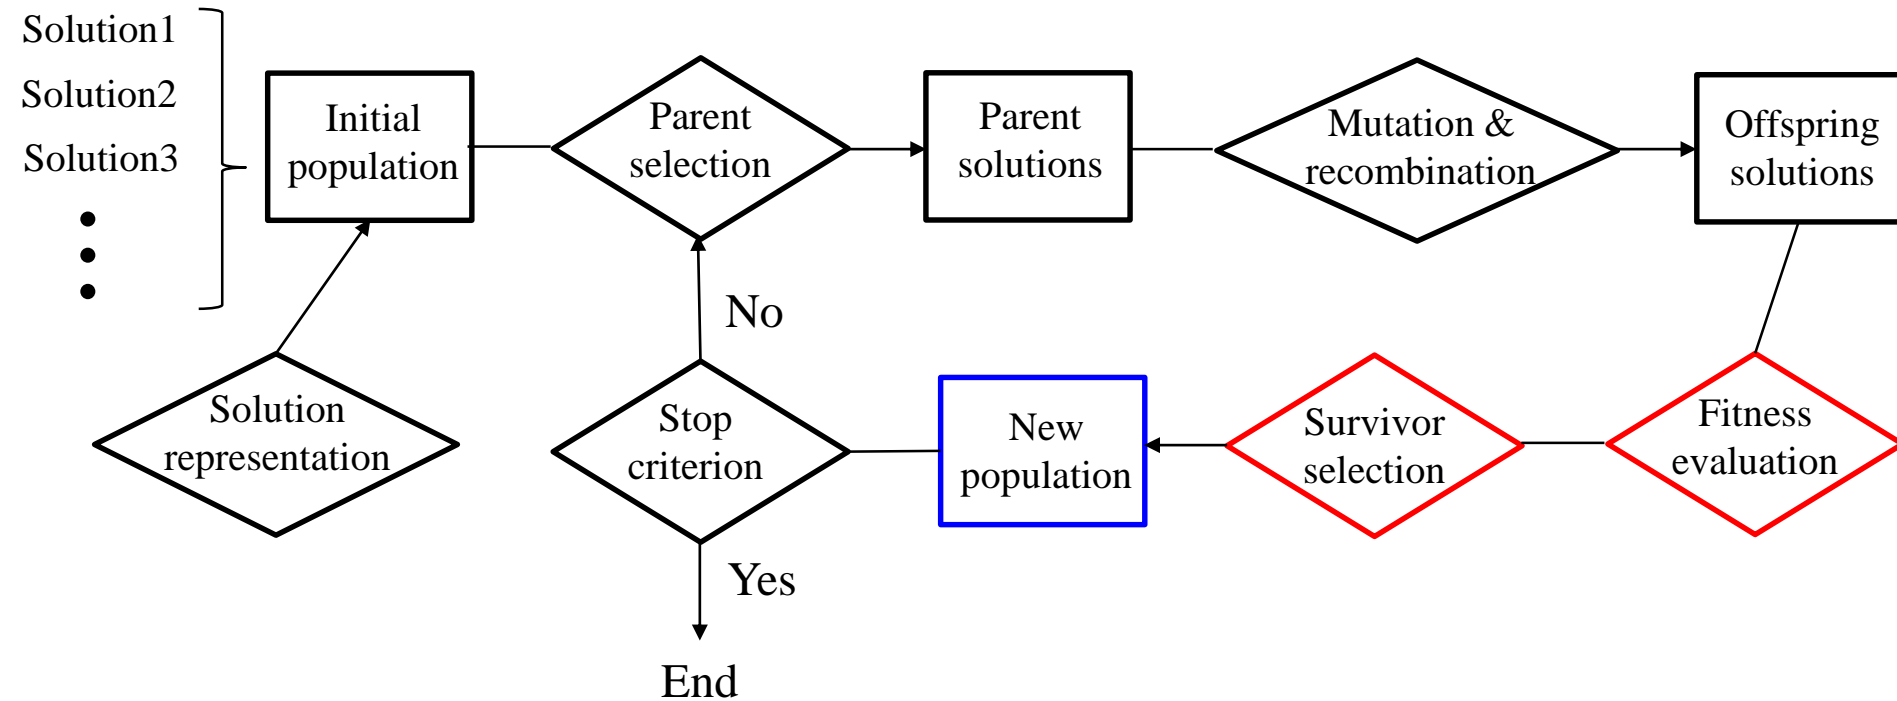 Solution1
Solution2
Solution3
Initial
population
Parent
selection
Parent
solutions
Mutation &
recombination
Offspring
solutions
No
Solution
representation
Stop
criterion
New
population
Survivor
selection
Fitness
evaluation
Yes
End